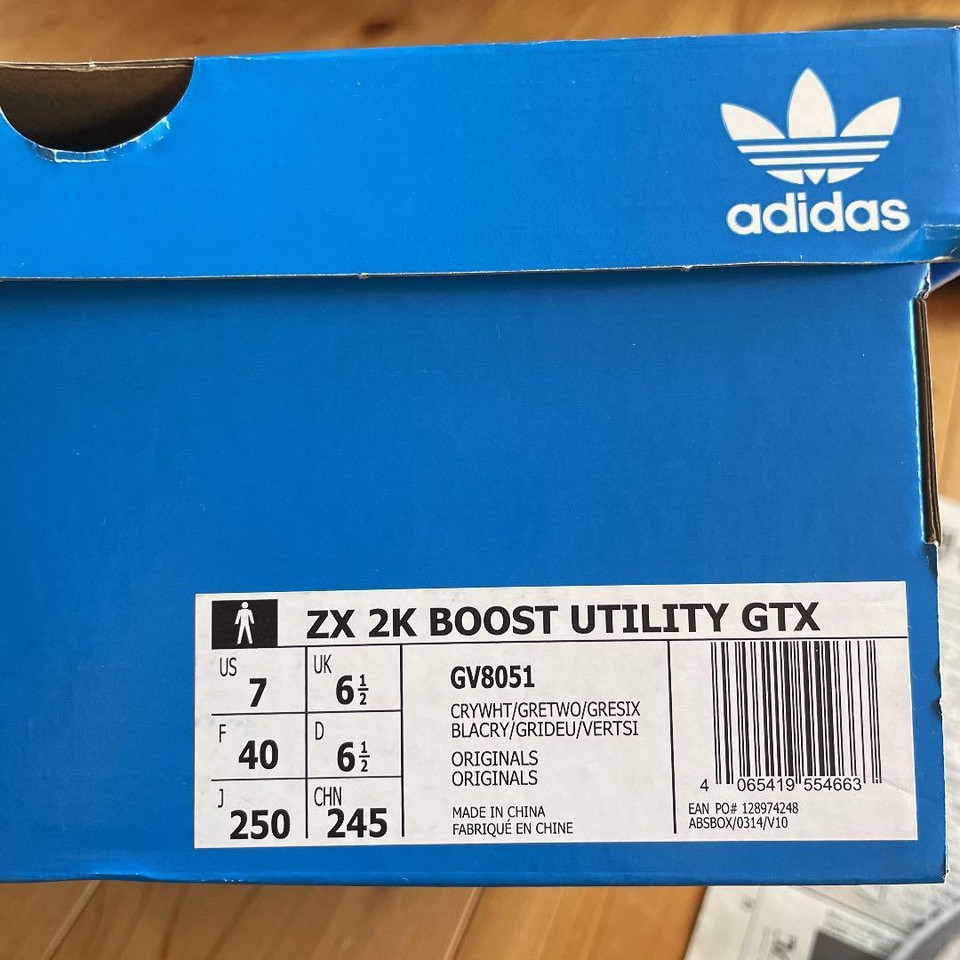 adidas
ZX 2K BOOST UTILITY GTX
US 7
UK 6½
F 40
D 6½
J 250
CHN 245
GV8051
CRYWHT/GRETWO/GRESIX
BLACRY/GRIDEU/VERTSI
ORIGINALS
ORIGINALS
MADE IN CHINA
FABRIQUÉ EN CHINE
4 065419 554663
EAN PO# 128974248
ABSBOX/0314/V10